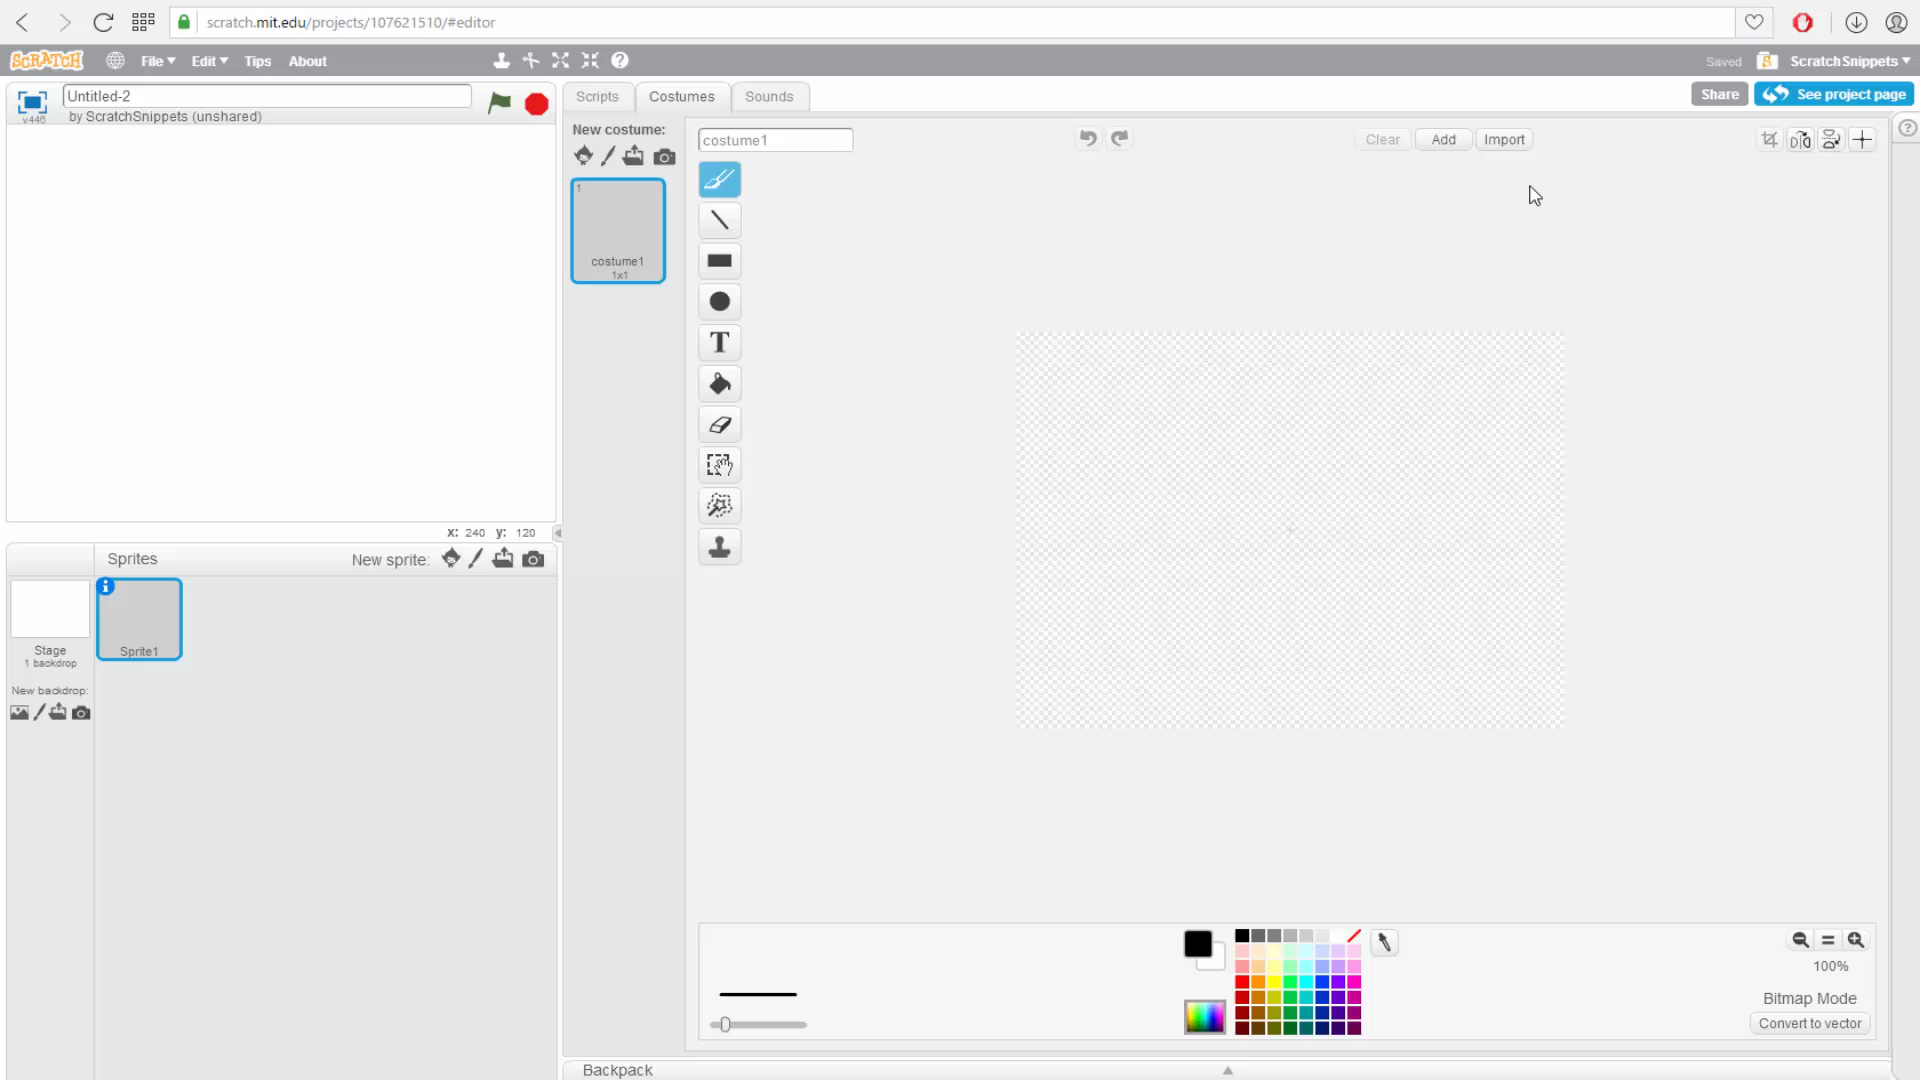 scratch.mit.edu/projects/107621510/#editor
SCRATCH File Edit Tips About Saved ScratchSnippets
Untitled-2
v446 by ScratchSnippets (unshared)
Scripts Costumes Sounds
Share See project page
New costume:
costume1
Clear Add Import
1
costume1
1x1
T
x: 240 y: 120
Sprites New sprite:
Stage
1 backdrop
Sprite1
New backdrop:
100%
Bitmap Mode
Convert to vector
Backpack